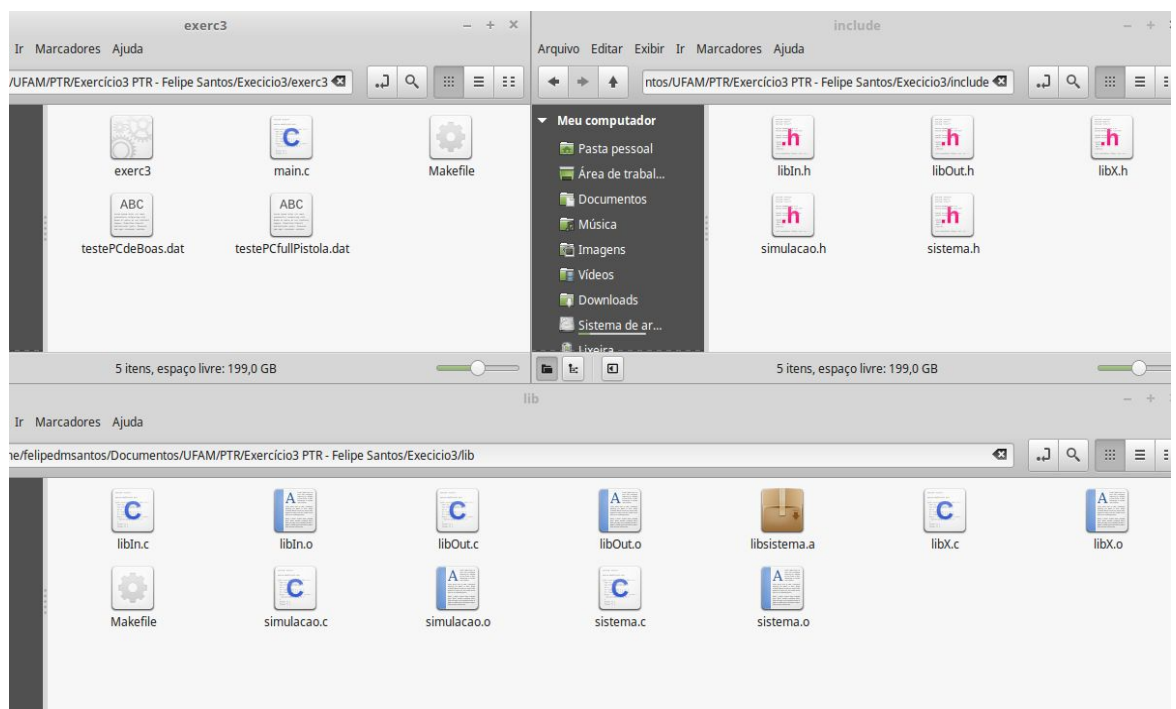 exerc3
Ir Marcadores Ajuda
/UFAM/PTR/Exercício3 PTR - Felipe Santos/Execicio3/exerc3
exerc3
C
main.c
Makefile
ABC
testePCdeBoas.dat
ABC
testePCfullPistola.dat
5 itens, espaço livre: 199,0 GB
include
Arquivo Editar Exibir Ir Marcadores Ajuda
ntos/UFAM/PTR/Exercício3 PTR - Felipe Santos/Execicio3/include
Meu computador
Pasta pessoal
Área de trabal...
Documentos
Música
Imagens
Vídeos
Downloads
Sistema de ar...
Lixeira
.h
libIn.h
.h
libOut.h
.h
libX.h
.h
simulacao.h
.h
sistema.h
5 itens, espaço livre: 199,0 GB
lib
Ir Marcadores Ajuda
ne/felipedmsantos/Documentos/UFAM/PTR/Exercício3 PTR - Felipe Santos/Execicio3/lib
C
libIn.c
A
libIn.o
C
libOut.c
A
libOut.o
libsistema.a
C
libX.c
A
libX.o
Makefile
C
simulacao.c
A
simulacao.o
C
sistema.c
A
sistema.o